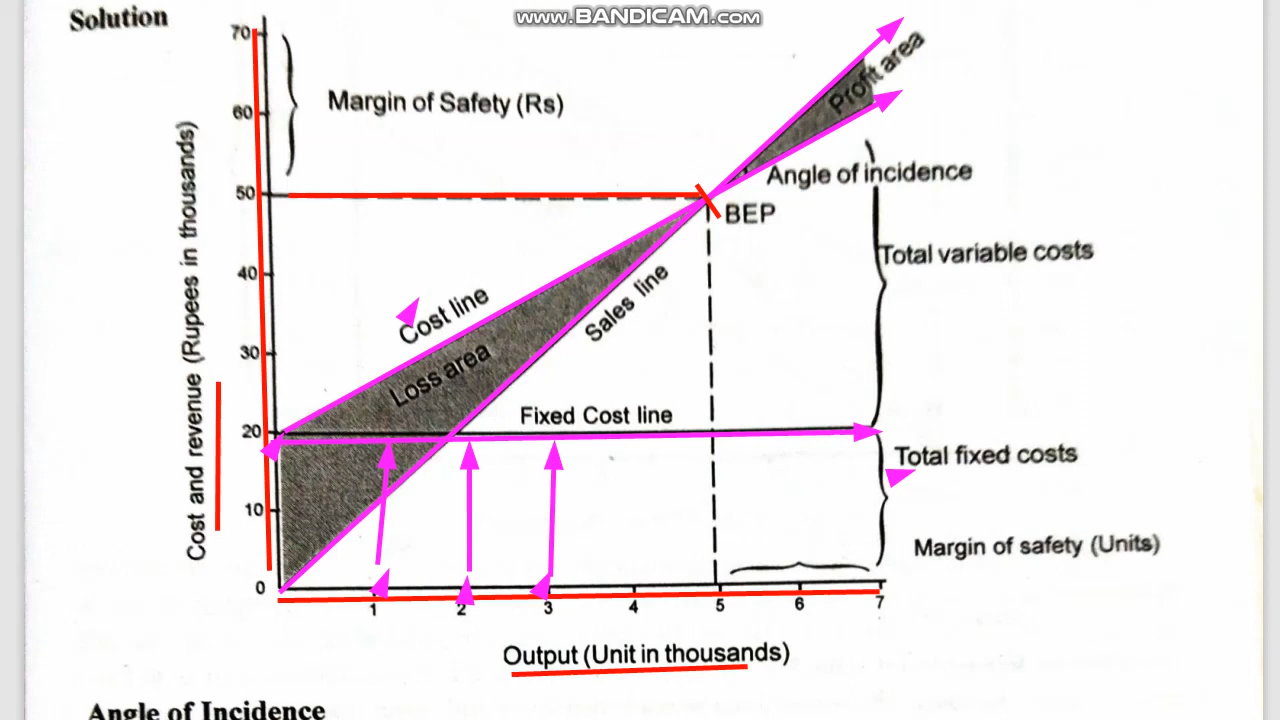 www.BANDICAM.com
Solution
70
60
50
40
30
20
10
0
Cost and revenue (Rupees in thousands)
Margin of Safety (Rs)
Profit area
Angle of incidence
BEP
Total variable costs
Cost line
Sales line
Loss area
Fixed Cost line
Total fixed costs
Margin of safety (Units)
1 2 3 4 5 6 7
Output (Unit in thousands)
Angle of Incidence